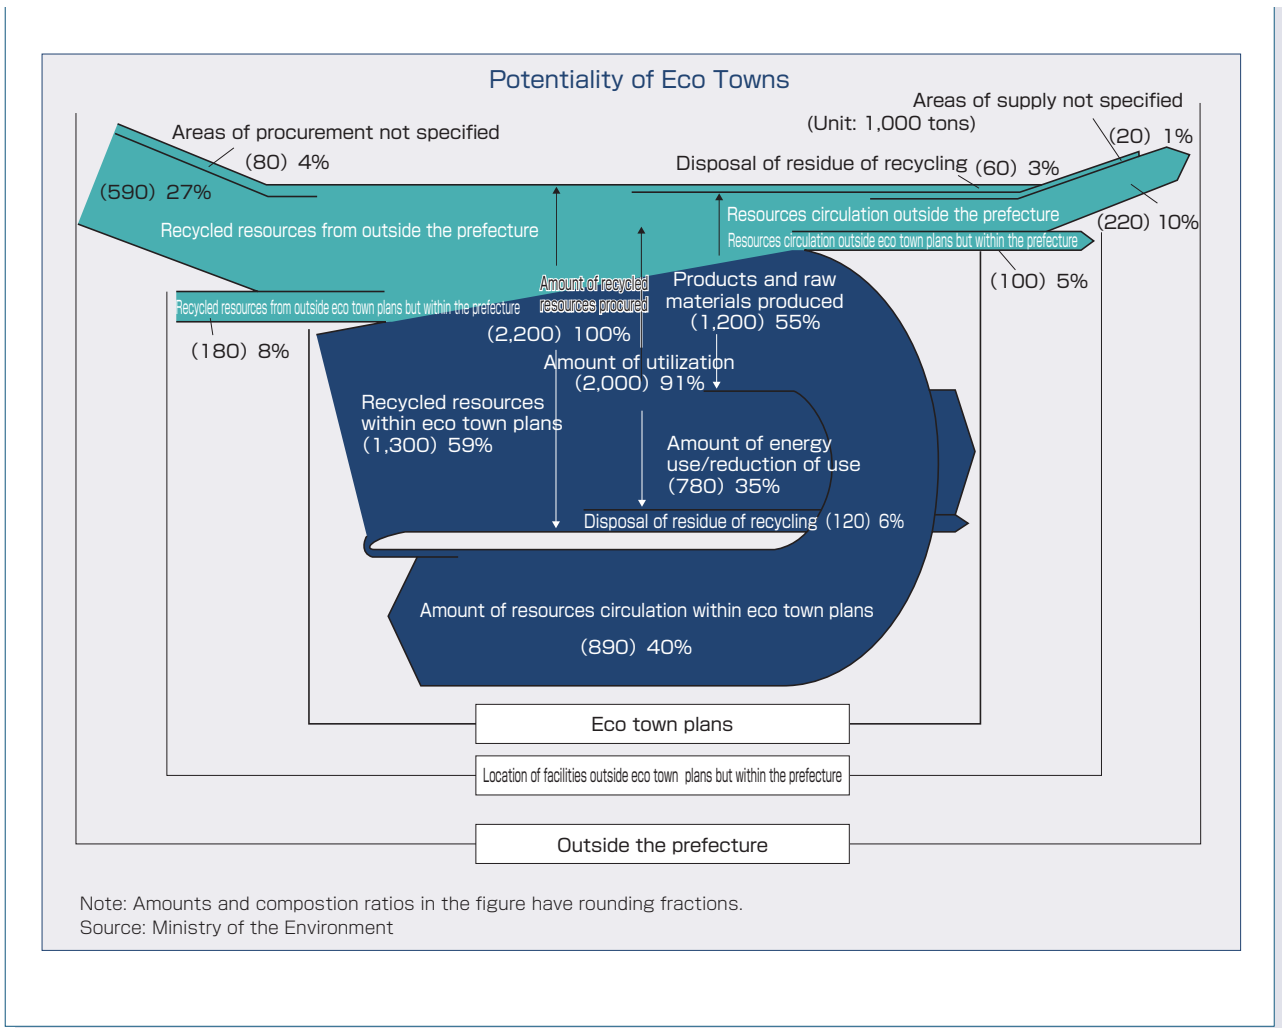 Potentiality of Eco Towns
Areas of supply not specified
(Unit: 1,000 tons)
(20) 1%
Areas of procurement not specified
(80) 4%
Disposal of residue of recycling (60) 3%
(590) 27%
Resources circulation outside the prefecture
(220) 10%
Recycled resources from outside the prefecture
Resources circulation outside eco town plans but within the prefecture
(100) 5%
Amount of recycled
resources procured
(2,200) 100%
Products and raw
materials produced
(1,200) 55%
Recycled resources from outside eco town plans but within the prefecture
(180) 8%
Amount of utilization
(2,000) 91%
Recycled resources
within eco town plans
(1,300) 59%
Amount of energy
use/reduction of use
(780) 35%
Disposal of residue of recycling (120) 6%
Amount of resources circulation within eco town plans
(890) 40%
Eco town plans
Location of facilities outside eco town plans but within the prefecture
Outside the prefecture
Note: Amounts and compostion ratios in the figure have rounding fractions.
Source: Ministry of the Environment